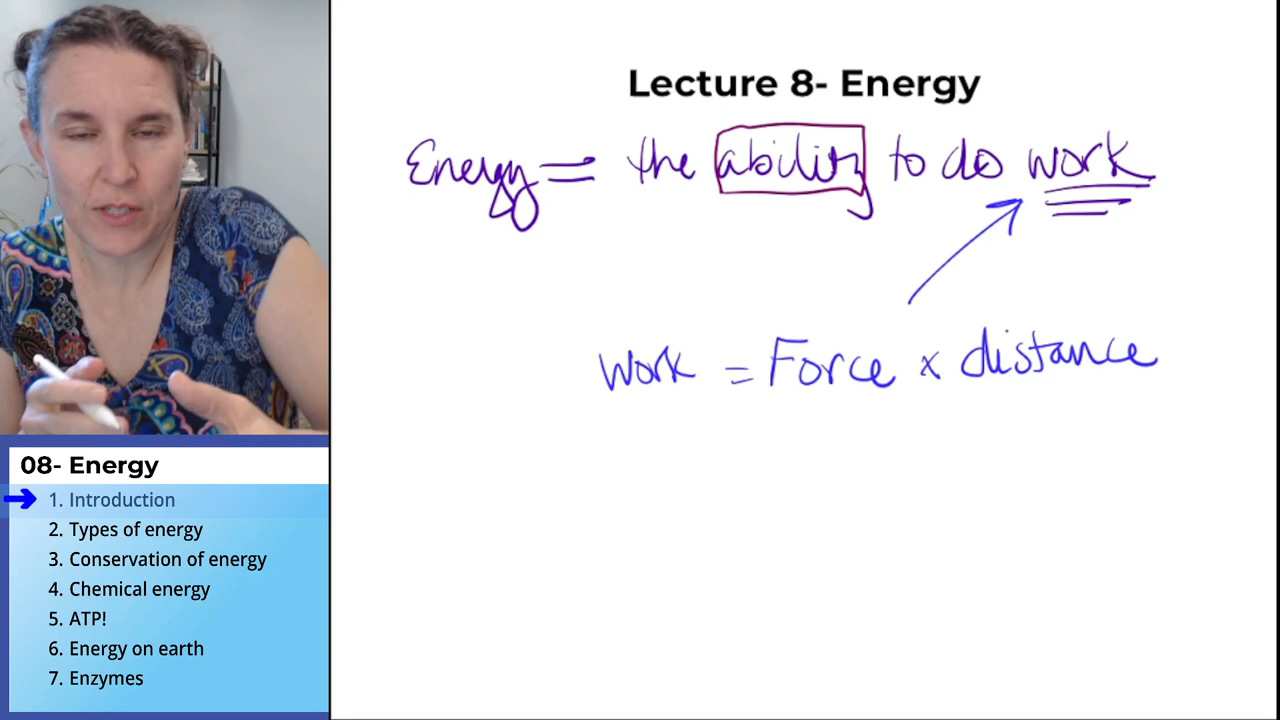 Lecture 8- Energy
Energy = the ability to do work
work = Force x distance
08- Energy
1. Introduction
2. Types of energy
3. Conservation of energy
4. Chemical energy
5. ATP!
6. Energy on earth
7. Enzymes